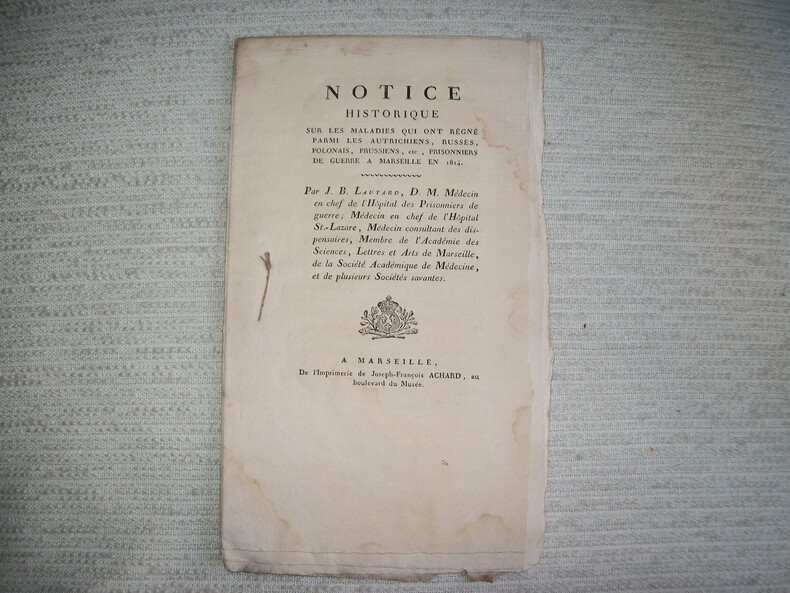 NOTICE
HISTORIQUE
SUR LES MALADIES QUI ONT RÉGNÉ
PARMI LES AUTRICHIENS, RUSSES,
POLONAIS, PRUSSIENS, etc., PRISONNIERS
DE GUERRE A MARSEILLE EN 1814.
Par J. B. LAUTARD, D. M. Médecin
en chef de l'Hôpital des Prisonniers de
guerre; Médecin en chef de l'Hôpital
St.-Lazare, Médecin consultant des dis-
pensaires, Membre de l'Académie des
Sciences, Lettres et Arts de Marseille,
de la Société Académique de Médecine,
et de plusieurs Sociétés savantes.
A MARSEILLE,
De l'Imprimerie de Joseph-François ACHARD, au
boulevard du Musée.